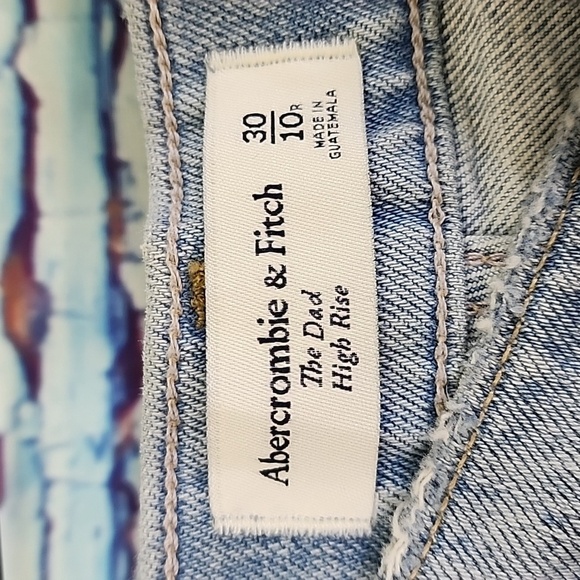 Abercrombie & Fitch
The Dad
High Rise
30
10R
MADE IN
GUATEMALA